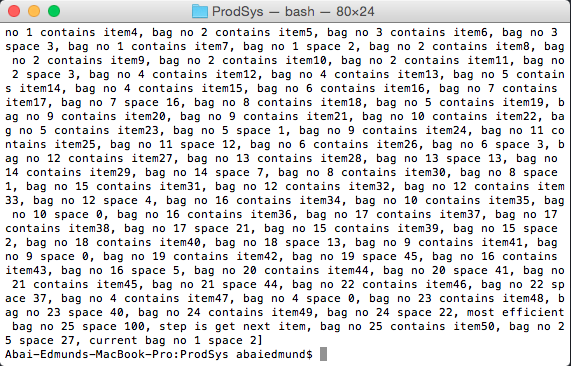 ProdSys — bash — 80×24
no 1 contains item4, bag no 2 contains item5, bag no 3 contains item6, bag no 3
space 3, bag no 1 contains item7, bag no 1 space 2, bag no 2 contains item8, bag
 no 2 contains item9, bag no 2 contains item10, bag no 2 contains item11, bag no
 2 space 3, bag no 4 contains item12, bag no 4 contains item13, bag no 5 contain
s item14, bag no 4 contains item15, bag no 6 contains item16, bag no 7 contains
item17, bag no 7 space 16, bag no 8 contains item18, bag no 5 contains item19, b
ag no 9 contains item20, bag no 9 contains item21, bag no 10 contains item22, ba
g no 5 contains item23, bag no 5 space 1, bag no 9 contains item24, bag no 11 co
ntains item25, bag no 11 space 12, bag no 6 contains item26, bag no 6 space 3, b
ag no 12 contains item27, bag no 13 contains item28, bag no 13 space 13, bag no
14 contains item29, bag no 14 space 7, bag no 8 contains item30, bag no 8 space
1, bag no 15 contains item31, bag no 12 contains item32, bag no 12 contains item
33, bag no 12 space 4, bag no 16 contains item34, bag no 10 contains item35, bag
 no 10 space 0, bag no 16 contains item36, bag no 17 contains item37, bag no 17
contains item38, bag no 17 space 21, bag no 15 contains item39, bag no 15 space
2, bag no 18 contains item40, bag no 18 space 13, bag no 9 contains item41, bag
no 9 space 0, bag no 19 contains item42, bag no 19 space 45, bag no 16 contains
item43, bag no 16 space 5, bag no 20 contains item44, bag no 20 space 41, bag no
 21 contains item45, bag no 21 space 44, bag no 22 contains item46, bag no 22 sp
ace 37, bag no 4 contains item47, bag no 4 space 0, bag no 23 contains item48, b
ag no 23 space 40, bag no 24 contains item49, bag no 24 space 22, most efficient
 bag no 25 space 100, step is get next item, bag no 25 contains item50, bag no 2
5 space 27, current bag no 1 space 2]
Abai-Edmunds-MacBook-Pro:ProdSys abaiedmund$